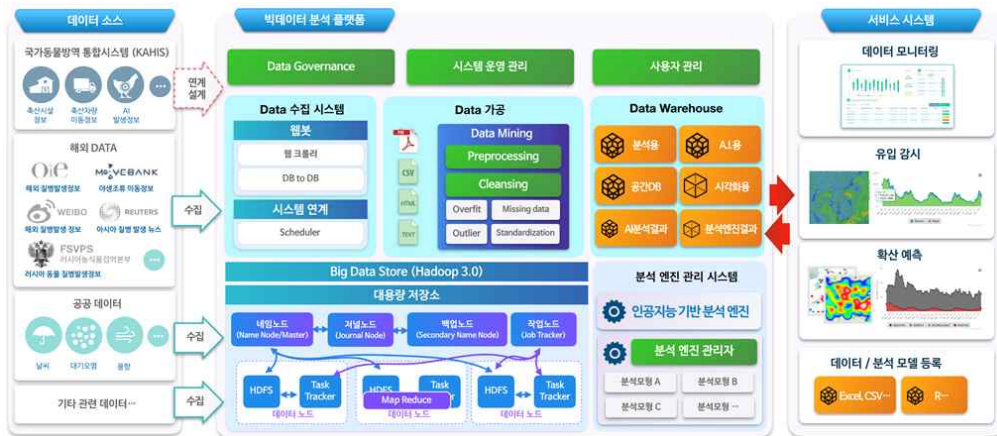 데이터 소스
국가동물방역 통합시스템 (KAHIS)
축산시설
정보
축산차량
이동정보
AI
발생정보
연계
설계
해외 DATA
OiE
해외 질병발생정보
MOVEBANK
야생조류 이동정보
WEIBO
해외 질병발생 정보
REUTERS
아시아 질병 발생 뉴스
FSVPS
러시아농식품검역본부
러시아 동물 질병발생정보
수집
공공 데이터
날씨
대기오염
풍향
수집
기타 관련 데이터…
수집
빅데이터 분석 플랫폼
Data Governance
시스템 운영 관리
사용자 관리
Data 수집 시스템
웹봇
웹 크롤러
DB to DB
시스템 연계
Scheduler
Data 가공
CSV
HTML
TEXT
Data Mining
Preprocessing
Cleansing
Overfit
Missing data
Outlier
Standardization
Data Warehouse
분석용
A.I.용
공간DB
시각화용
AI분석결과
분석엔진결과
Big Data Store (Hadoop 3.0)
대용량 저장소
네임노드
(Name Node/Master)
저널노드
(Journal Node)
백업노드
(Secondary Name Node)
작업노드
(Job Tracker)
HDFS
Task
Tracker
데이터 노드
HDFS
Task
Tracker
Map Reduce
데이터 노드
HDFS
Task
Tracker
데이터 노드
분석 엔진 관리 시스템
인공지능 기반 분석 엔진
분석 엔진 관리자
분석모형 A
분석모형 B
분석모형 C
분석모형 …
서비스 시스템
데이터 모니터링
유입 감시
확산 예측
데이터 / 분석 모델 등록
Excel, CSV…
R…